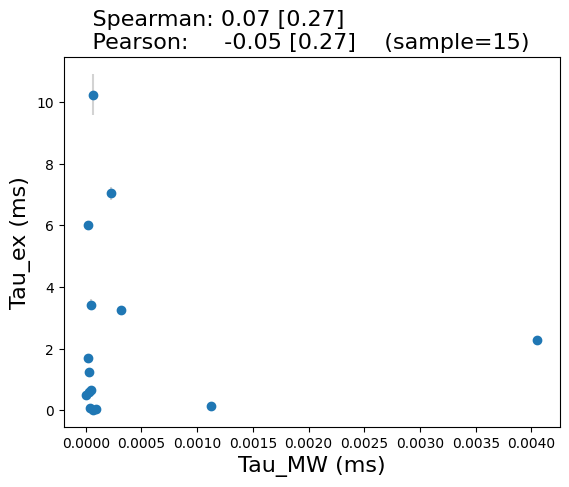 Spearman: 0.07 [0.27]
Pearson: -0.05 [0.27] (sample=15)
10
8
6
4
2
0
Tau_ex (ms)
0.0000 0.0005 0.0010 0.0015 0.0020 0.0025 0.0030 0.0035 0.0040
Tau_MW (ms)